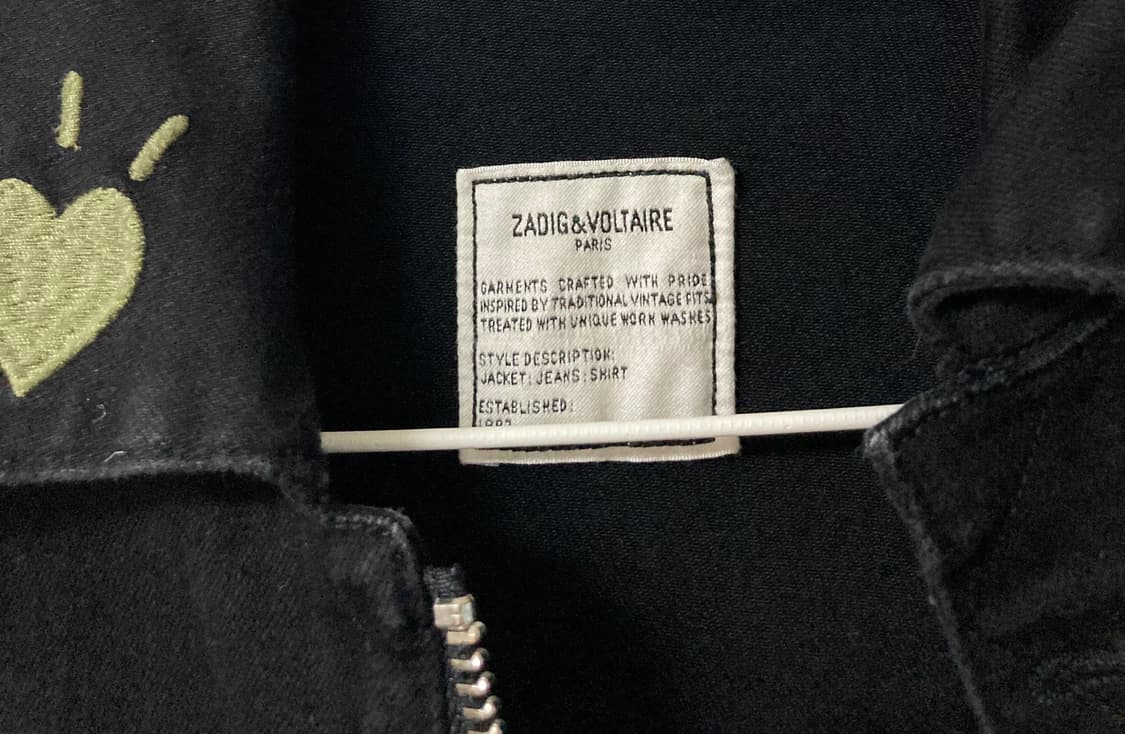 ZADIG&VOLTAIRE
PARIS
GARMENTS CRAFTED WITH PRIDE
INSPIRED BY TRADITIONAL VINTAGE FITS
TREATED WITH UNIQUE WORK WASHES
STYLE DESCRIPTION:
JACKET:JEANS:SHIRT
ESTABLISHED: